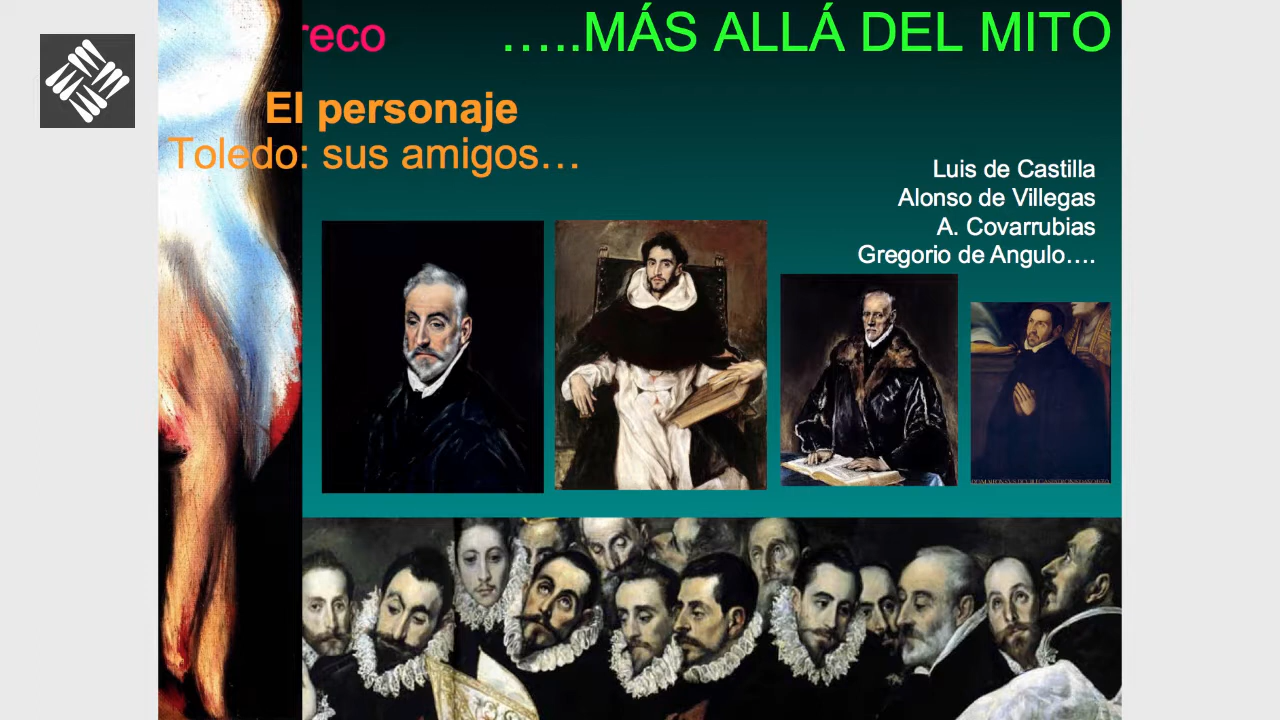 reco
…..MÁS ALLÁ DEL MITO
El personaje
Toledo: sus amigos…
Luis de Castilla
Alonso de Villegas
A. Covarrubias
Gregorio de Angulo….